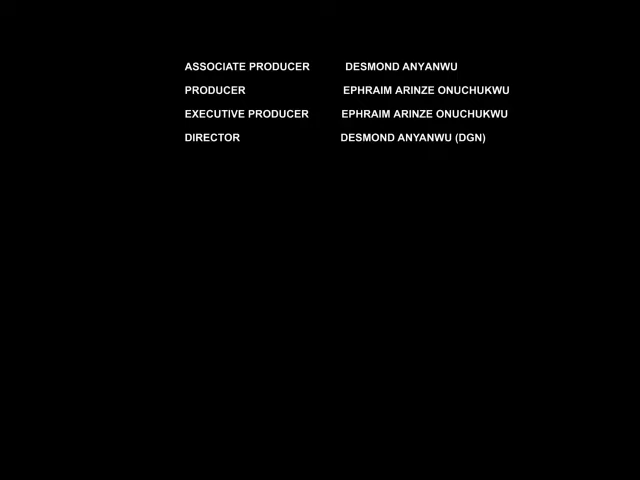 ASSOCIATE PRODUCER DESMOND ANYANWU
PRODUCER EPHRAIM ARINZE ONUCHUKWU
EXECUTIVE PRODUCER EPHRAIM ARINZE ONUCHUKWU
DIRECTOR DESMOND ANYANWU (DGN)